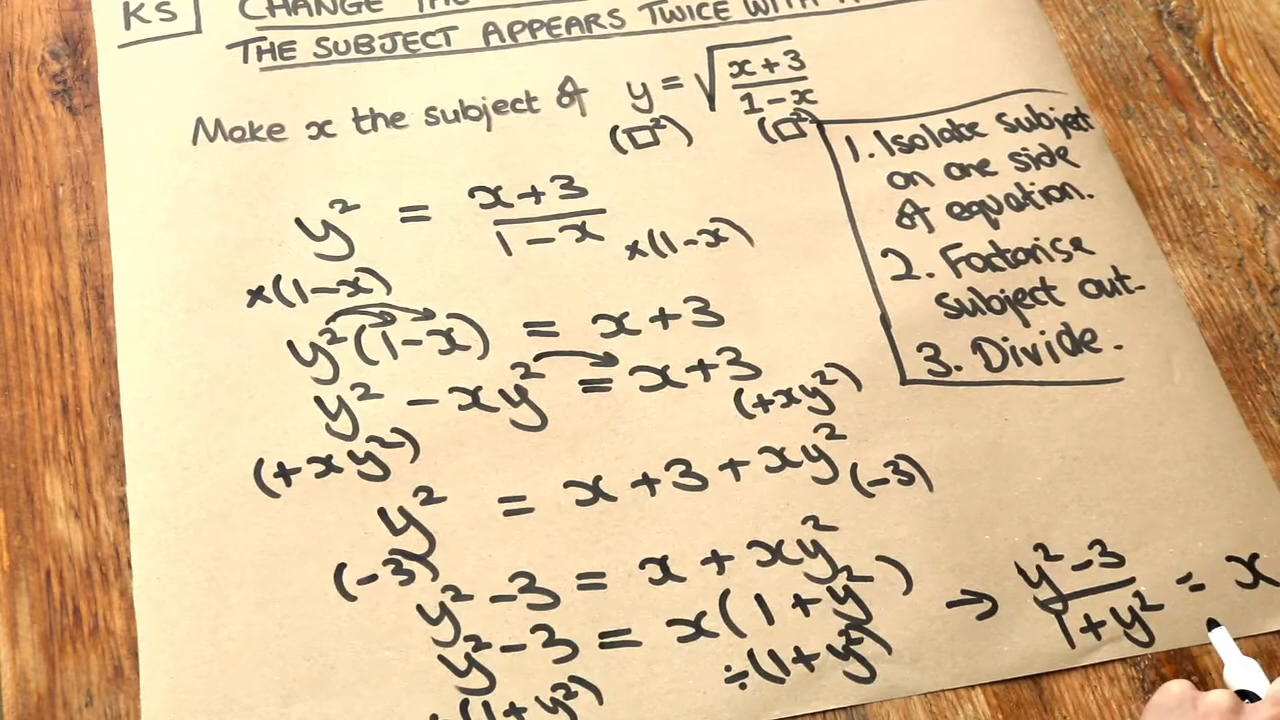 KS CHANGE THE
THE SUBJECT APPEARS TWICE WITH
Make x the subject of y = √((x+3)/(1-x))
(□²) (□²)
1. Isolate subject
on one side
of equation.
2. Factorise
subject out.
3. Divide.
y² = (x+3)/(1-x) ×(1-x)
×(1-x)
y²(1-x) = x+3
y² - xy² = x+3
(+xy²) (+xy²)
y² = x+3+xy² (-3)
(-3)
y²-3 = x + xy²
y²-3 = x(1+y²) → (y²-3)/(1+y²) = x
(1+y²) ÷(1+y²)